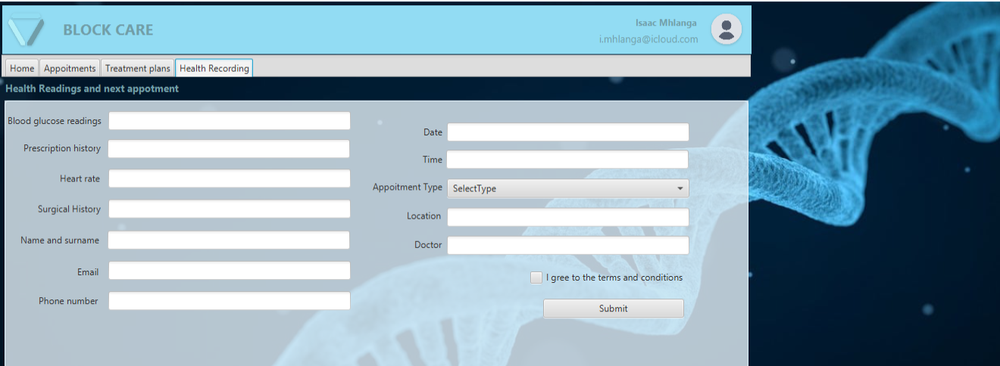 BLOCK CARE
Isaac Mhlanga
i.mhlanga@icloud.com
Home Appoitments Treatment plans Health Recording
Health Readings and next appotment
Blood glucose readings
Prescription history
Heart rate
Surgical History
Name and surname
Email
Phone number
Date
Time
Appoitment Type SelectType
Location
Doctor
I gree to the terms and conditions
Submit